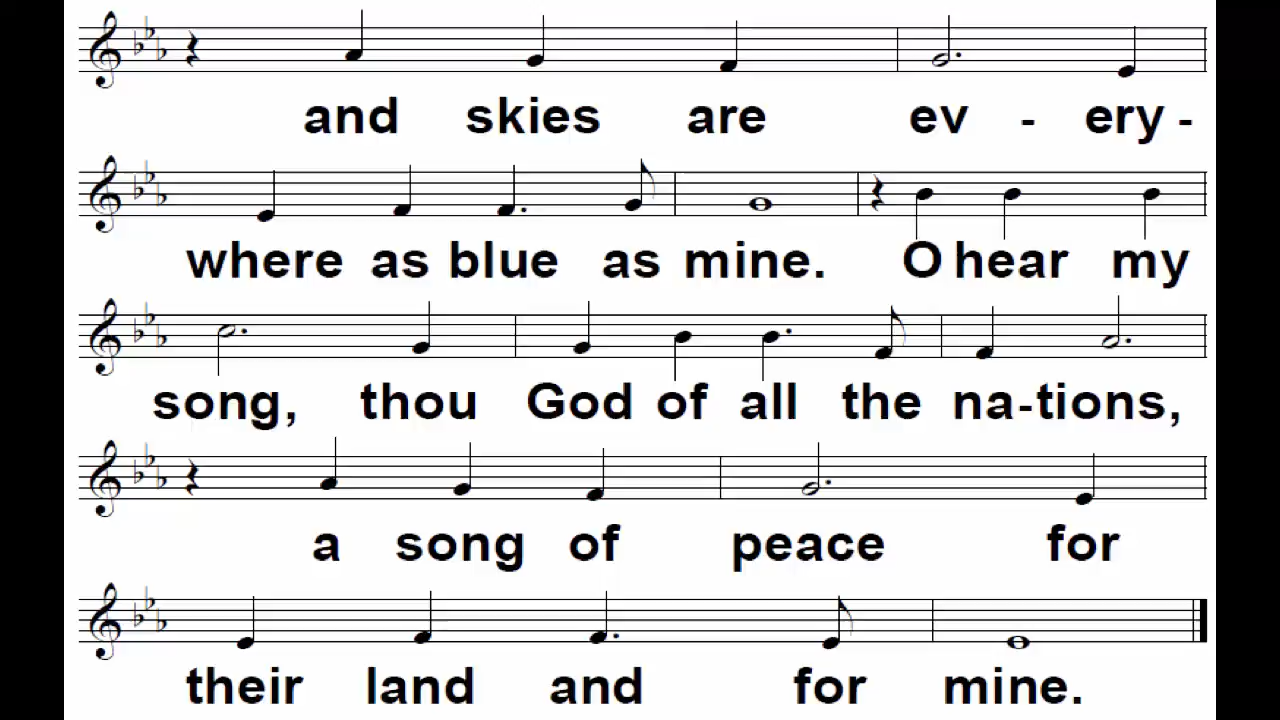 and skies are ev - ery -
where as blue as mine. O hear my
song, thou God of all the na-tions,
a song of peace for
their land and for mine.